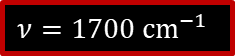 ν = 1700 cm⁻¹